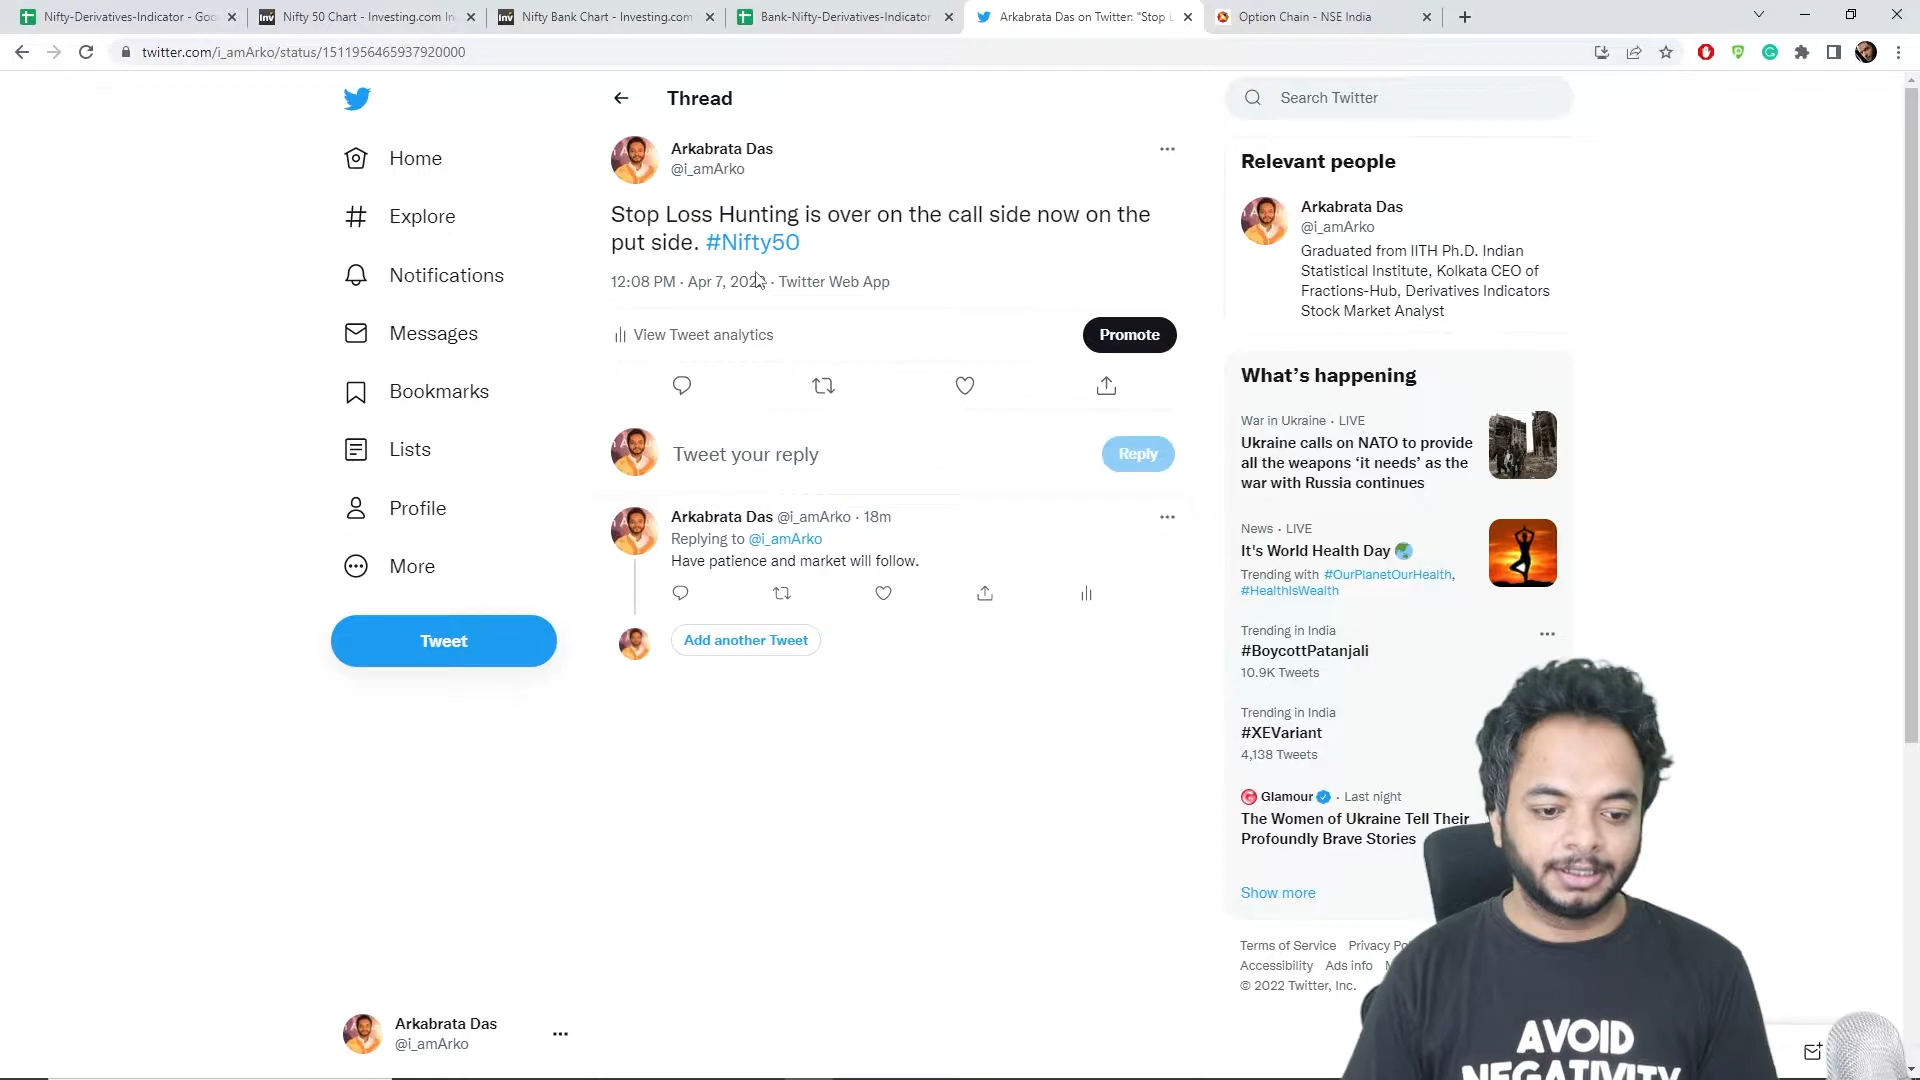 Nifty-Derivatives-Indicator - Goo
Nifty 50 Chart - Investing.com In
Nifty Bank Chart - Investing.com
Bank-Nifty-Derivatives-Indicator
Arkabrata Das on Twitter: "Stop L
Option Chain - NSE India
twitter.com/i_amArko/status/1511956465937920000
Home
Explore
Notifications
Messages
Bookmarks
Lists
Profile
More
Tweet
Arkabrata Das
@i_amArko
Thread
Arkabrata Das
@i_amArko
Stop Loss Hunting is over on the call side now on the
put side. #Nifty50
12:08 PM · Apr 7, 2022 · Twitter Web App
View Tweet analytics
Promote
Tweet your reply
Reply
Arkabrata Das @i_amArko · 18m
Replying to @i_amArko
Have patience and market will follow.
Add another Tweet
Search Twitter
Relevant people
Arkabrata Das
@i_amArko
Graduated from IITH Ph.D. Indian
Statistical Institute, Kolkata CEO of
Fractions-Hub, Derivatives Indicators
Stock Market Analyst
What's happening
War in Ukraine · LIVE
Ukraine calls on NATO to provide
all the weapons 'it needs' as the
war with Russia continues
News · LIVE
It's World Health Day
Trending with #OurPlanetOurHealth,
#HealthIsWealth
Trending in India
#BoycottPatanjali
10.9K Tweets
Trending in India
#XEVariant
4,138 Tweets
Glamour · Last night
The Women of Ukraine Tell Their
Profoundly Brave Stories
Show more
Terms of Service Privacy Pol
Accessibility Ads info
© 2022 Twitter, Inc.
AVOID
NEGATIVITY